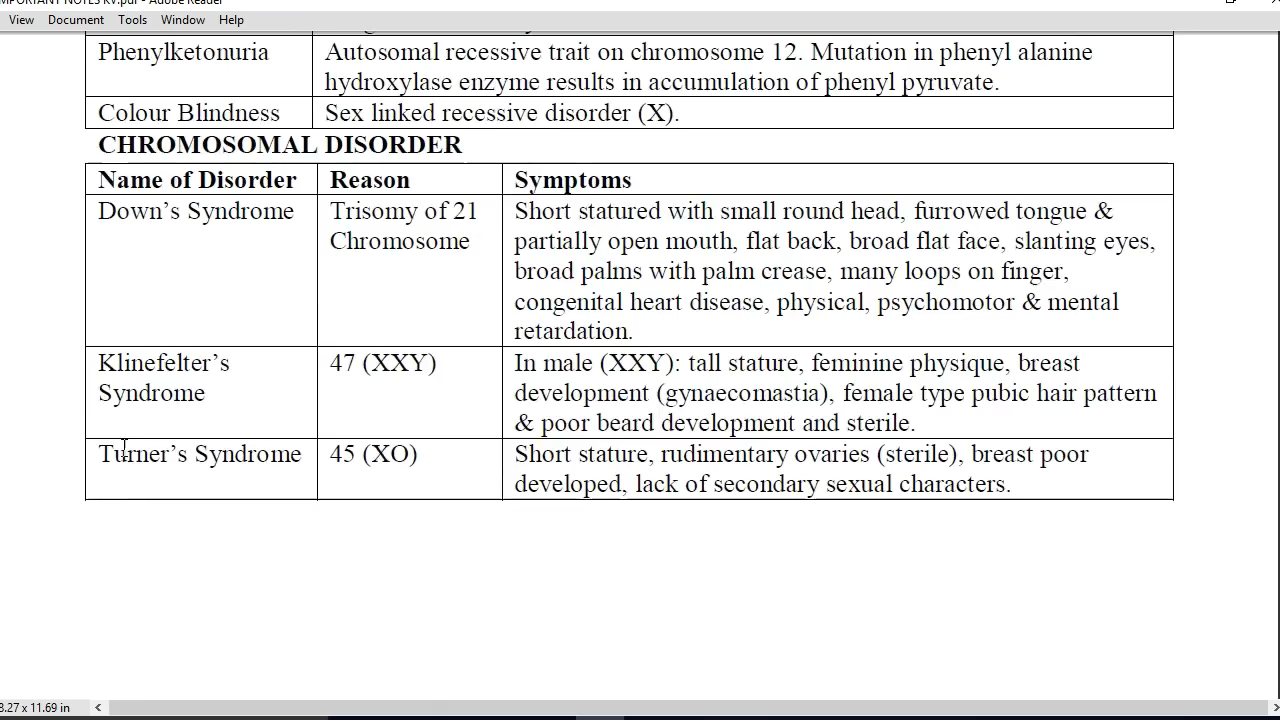 View Document Tools Window Help
Phenylketonuria Autosomal recessive trait on chromosome 12. Mutation in phenyl alanine
hydroxylase enzyme results in accumulation of phenyl pyruvate.
Colour Blindness Sex linked recessive disorder (X).
CHROMOSOMAL DISORDER
Name of Disorder Reason Symptoms
Down’s Syndrome Trisomy of 21 Short statured with small round head, furrowed tongue &
Chromosome partially open mouth, flat back, broad flat face, slanting eyes,
broad palms with palm crease, many loops on finger,
congenital heart disease, physical, psychomotor & mental
retardation.
Klinefelter’s 47 (XXY) In male (XXY): tall stature, feminine physique, breast
Syndrome development (gynaecomastia), female type pubic hair pattern
& poor beard development and sterile.
Turner’s Syndrome 45 (XO) Short stature, rudimentary ovaries (sterile), breast poor
developed, lack of secondary sexual characters.
8.27 x 11.69 in